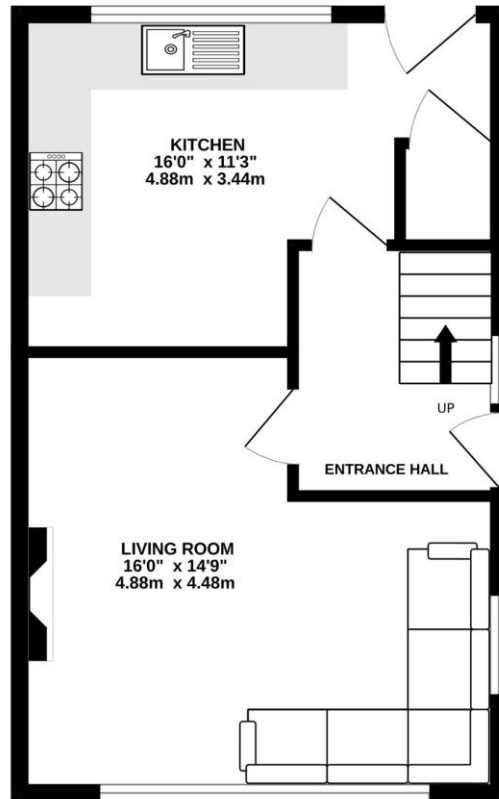 KITCHEN
16'0" x 11'3"
4.88m x 3.44m
UP
ENTRANCE HALL
LIVING ROOM
16'0" x 14'9"
4.88m x 4.48m